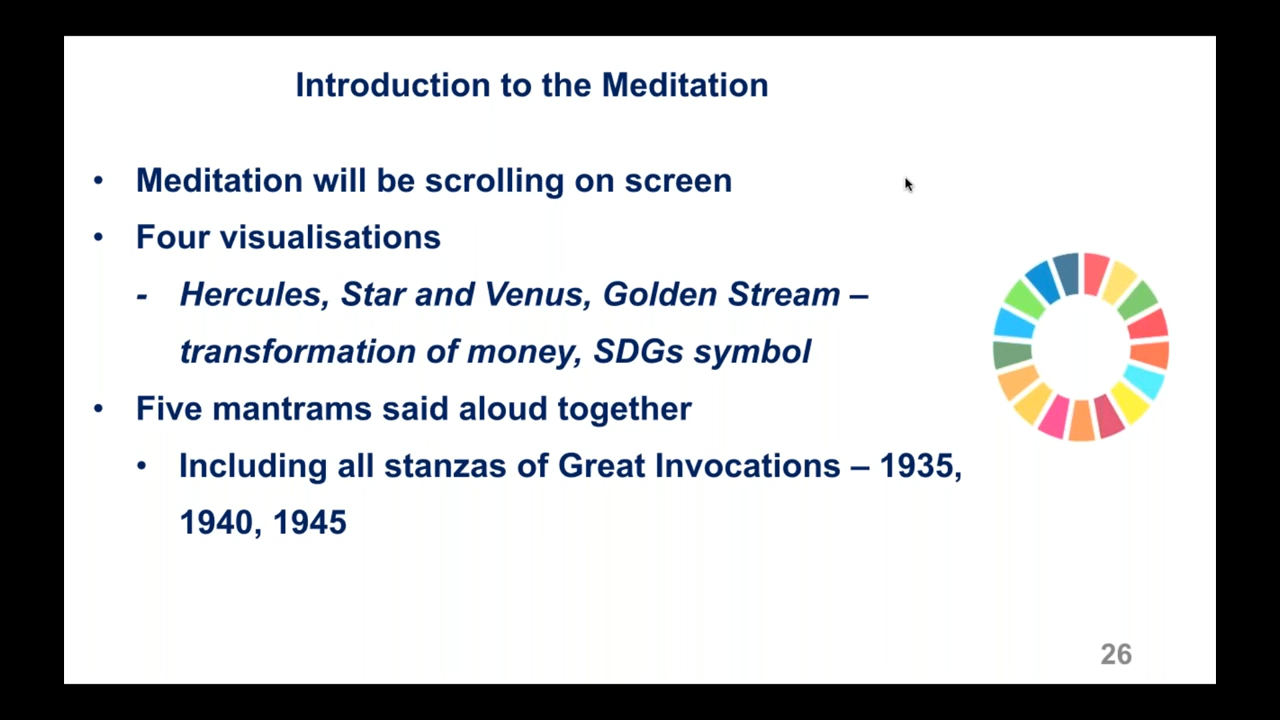 Introduction to the Meditation
• Meditation will be scrolling on screen
• Four visualisations
- Hercules, Star and Venus, Golden Stream –
transformation of money, SDGs symbol
• Five mantrams said aloud together
• Including all stanzas of Great Invocations – 1935,
1940, 1945
26